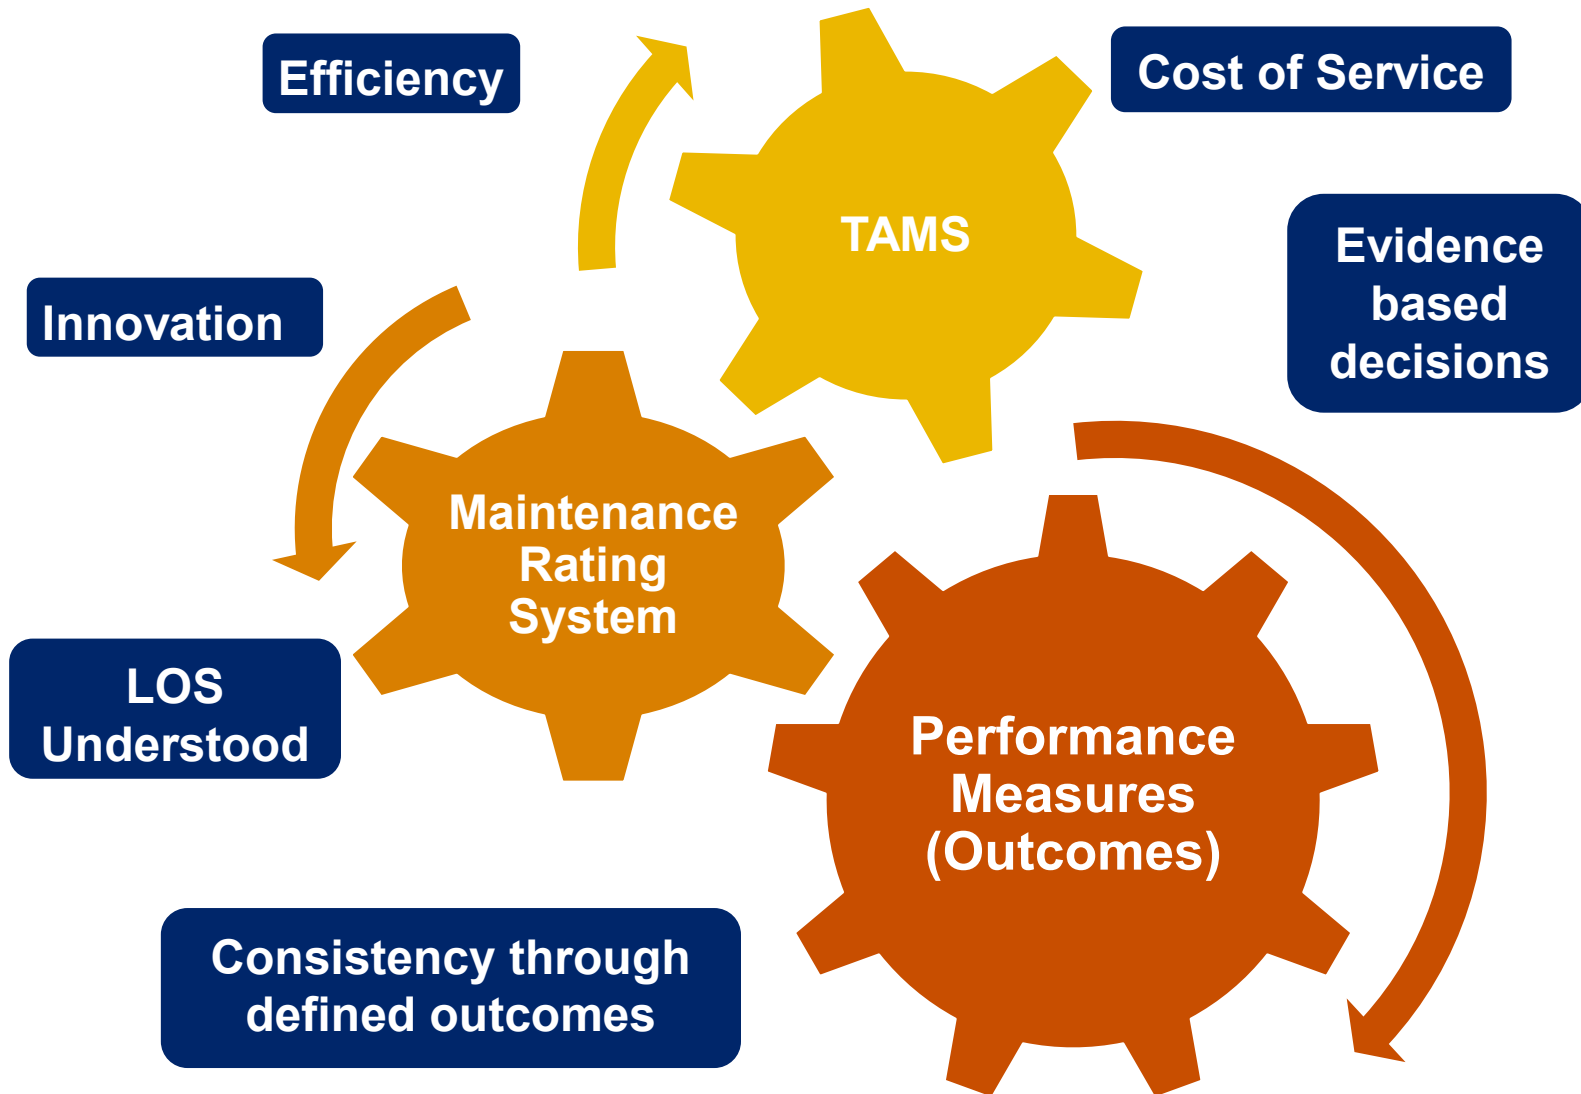 Efficiency
Cost of Service
TAMS
Evidence
based
decisions
Innovation
Maintenance
Rating
System
LOS
Understood
Performance
Measures
(Outcomes)
Consistency through
defined outcomes